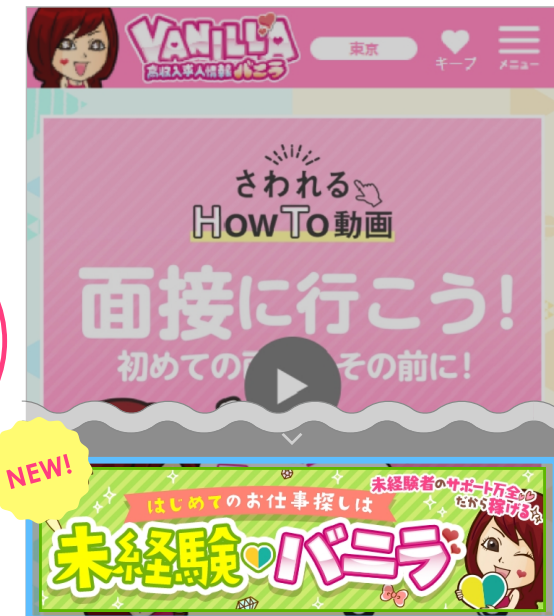 VANILLA
高収入求人情報バニラ
東京
キープ
メニュー
さわれる
HowTo動画
面接に行こう!
初めての面
その前に!
NEW!
はじめてのお仕事探しは
未経験者のサポート万全
だから稼げる
未経験バニラ